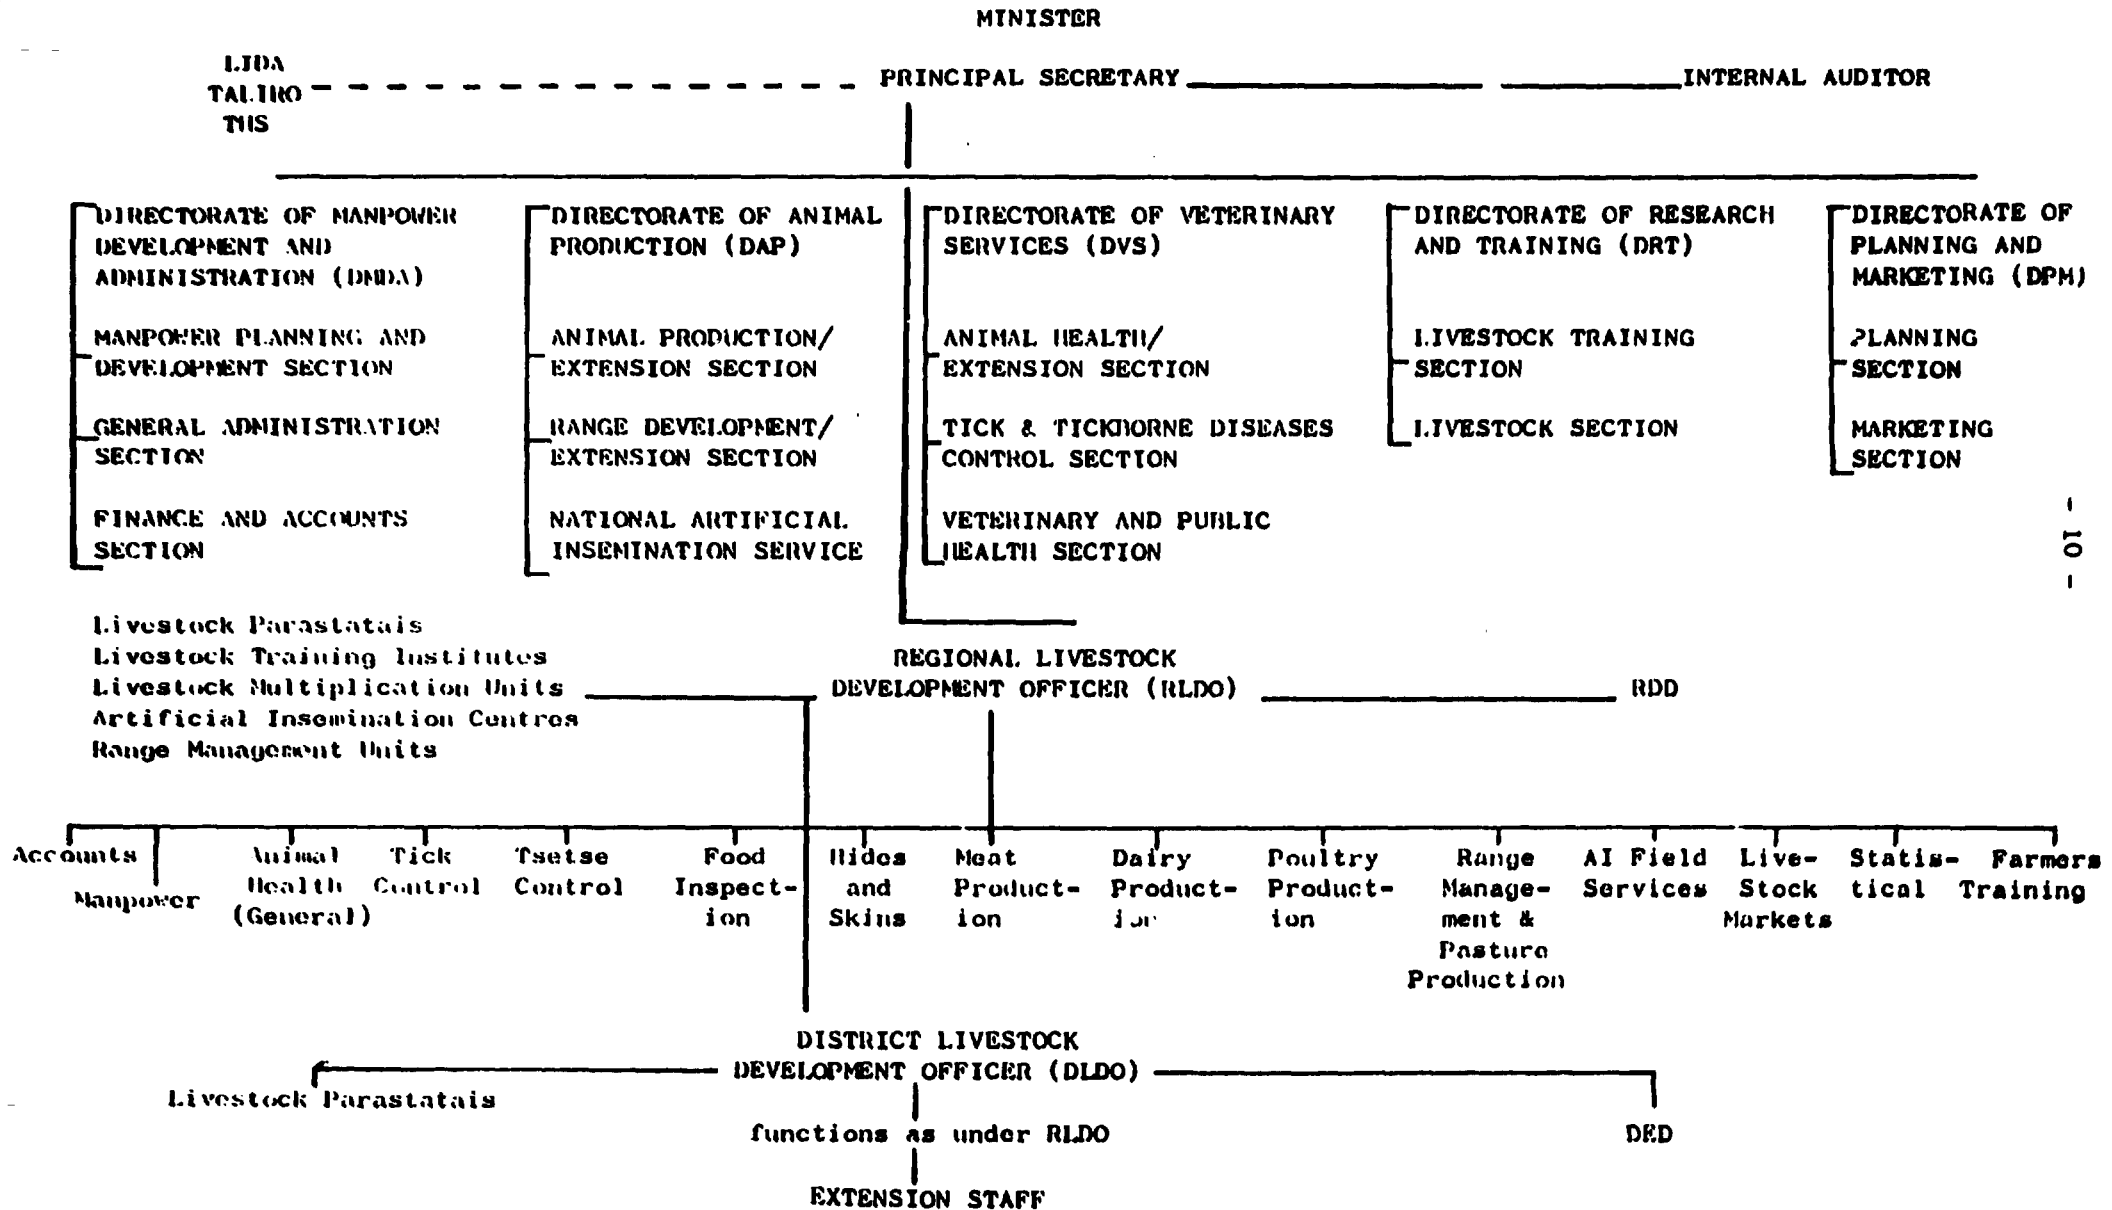 MINISTER
LIDA
TALIRO
THS
PRINCIPAL SECRETARY
INTERNAL AUDITOR
DIRECTORATE OF MANPOWER
DEVELOPMENT AND
ADMINISTRATION (DMDA)
MANPOWER PLANNING AND
DEVELOPMENT SECTION
GENERAL ADMINISTRATION
SECTION
FINANCE AND ACCOUNTS
SECTION
DIRECTORATE OF ANIMAL
PRODUCTION (DAP)
ANIMAL PRODUCTION/
EXTENSION SECTION
RANGE DEVELOPMENT/
EXTENSION SECTION
NATIONAL ARTIFICIAL
INSEMINATION SERVICE
DIRECTORATE OF VETERINARY
SERVICES (DVS)
ANIMAL HEALTH/
EXTENSION SECTION
TICK & TICKBORNE DISEASES
CONTROL SECTION
VETERINARY AND PUBLIC
HEALTH SECTION
DIRECTORATE OF RESEARCH
AND TRAINING (DRT)
LIVESTOCK TRAINING
SECTION
LIVESTOCK SECTION
DIRECTORATE OF
PLANNING AND
MARKETING (DPM)
PLANNING
SECTION
MARKETING
SECTION
- 10 -
Livestock Parastatais
Livestock Training Institutes
Livestock Multiplication Units
Artificial Insemination Centres
Range Management Units
REGIONAL LIVESTOCK
DEVELOPMENT OFFICER (RLDO)
RDD
Accounts
Manpower
Animal
Health
(General)
Tick
Control
Tsetse
Control
Food
Inspect-
ion
Hides
and
Skins
Meat
Product-
ion
Dairy
Product-
ion
Poultry
Product-
ion
Range
Manage-
ment &
Pasture
Production
AI Field
Services
Live-
Stock
Markets
Statis-
tical
Farmers
Training
DISTRICT LIVESTOCK
DEVELOPMENT OFFICER (DLDO)
Livestock Parastatais
functions as under RLDO
DED
EXTENSION STAFF